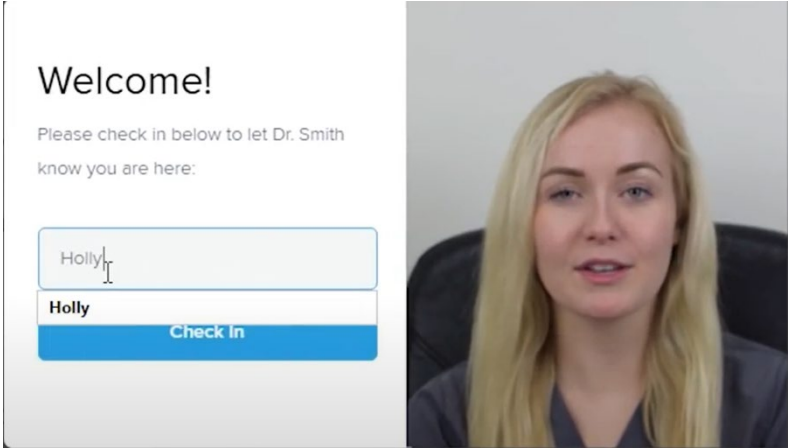 Welcome!
Please check in below to let Dr. Smith
know you are here:
Holly
Holly
Check In